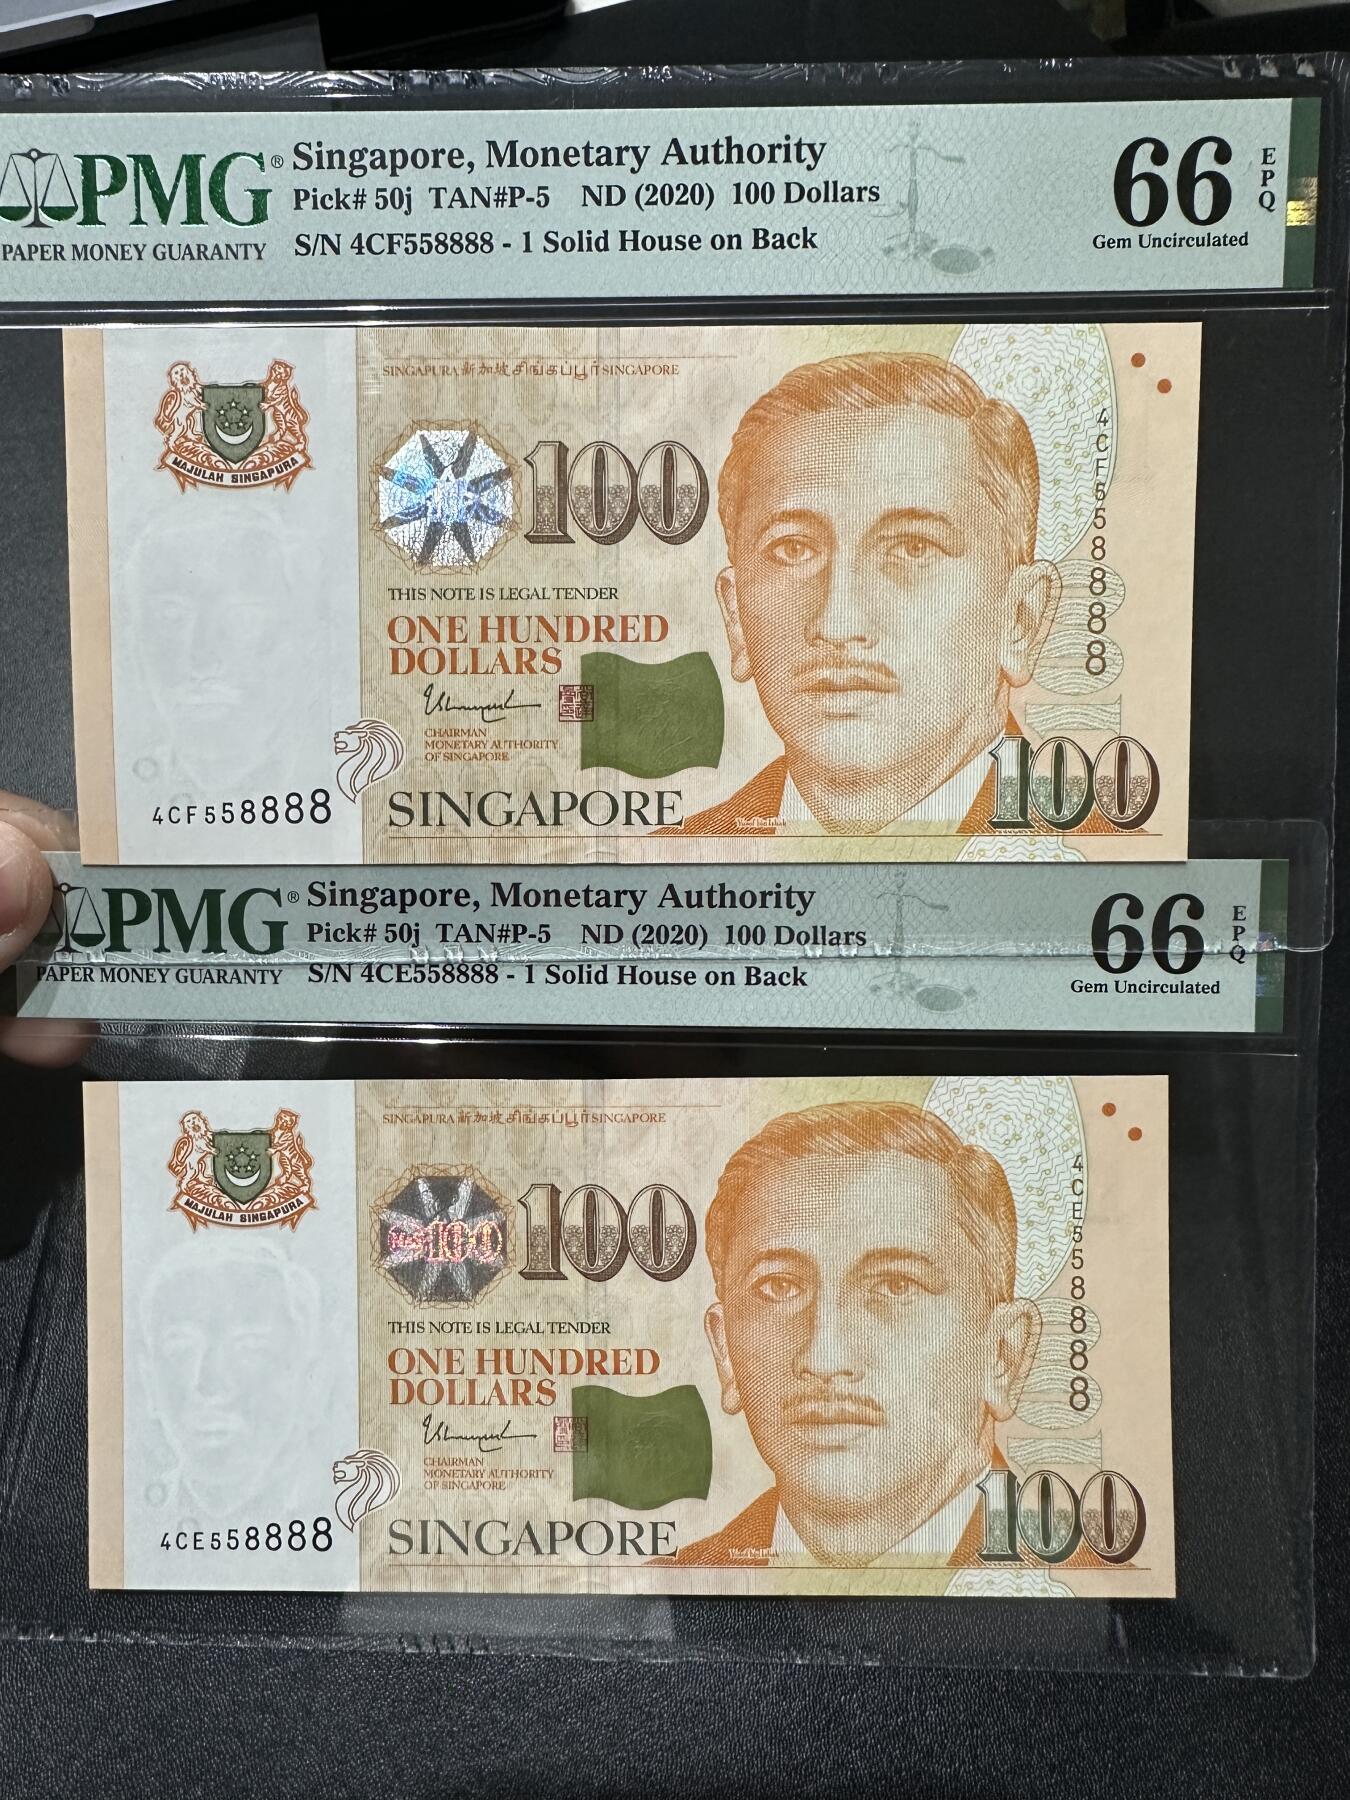 PMG®
PAPER MONEY GUARANTY
Singapore, Monetary Authority
Pick# 50j TAN#P-5 ND (2020) 100 Dollars
S/N 4CF558888 - 1 Solid House on Back
66
EPQ
Gem Uncirculated
MAJULAH SINGAPURA
SINGAPURA 新加坡 சிங்கப்பூர் SINGAPORE
100
THIS NOTE IS LEGAL TENDER
ONE HUNDRED
DOLLARS
CHAIRMAN
MONETARY AUTHORITY
OF SINGAPORE
SINGAPORE
4CF558888
4CF558888
100
PMG®
PAPER MONEY GUARANTY
Singapore, Monetary Authority
Pick# 50j TAN#P-5 ND (2020) 100 Dollars
S/N 4CE558888 - 1 Solid House on Back
66
EPQ
Gem Uncirculated
MAJULAH SINGAPURA
SINGAPURA 新加坡 சிங்கப்பூர் SINGAPORE
100
100
THIS NOTE IS LEGAL TENDER
ONE HUNDRED
DOLLARS
CHAIRMAN
MONETARY AUTHORITY
OF SINGAPORE
SINGAPORE
4CE558888
4CE558888
100